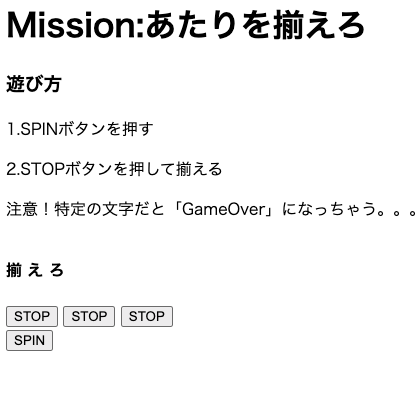 Mission:あたりを揃えろ
遊び方
1.SPINボタンを押す
2.STOPボタンを押して揃える
注意！特定の文字だと「GameOver」になっちゃう。。。
揃 え ろ
STOP STOP STOP
SPIN